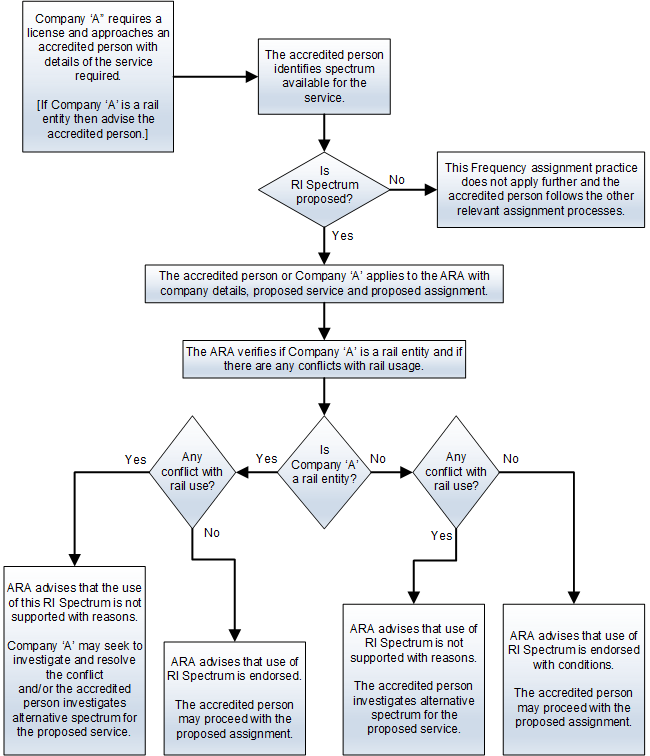 Company ‘A” requires a
license and approaches an
accredited person with
details of the service
required.
[If Company ‘A’ is a rail
entity then advise the
accredited person.]
The accredited person
identifies spectrum
available for the
service.
Is
RI Spectrum
proposed?
No
This Frequency assignment practice
does not apply further and the
accredited person follows the other
relevant assignment processes.
Yes
The accredited person or Company ‘A’ applies to the ARA with
company details, proposed service and proposed assignment.
The ARA verifies if Company ‘A’ is a rail entity and if
there are any conflicts with rail usage.
Yes
Any
conflict with
rail use?
Yes
Is
Company ‘A’
a rail entity?
No
Any
conflict with
rail use?
No
No
Yes
ARA advises that the use
of this RI Spectrum is not
supported with reasons.
Company ‘A’ may seek to
investigate and resolve
the conflict
and/or the accredited
person investigates
alternative spectrum for
the proposed service.
ARA advises that use of
RI Spectrum is endorsed.
The accredited person
may proceed with the
proposed assignment.
ARA advises that use of
RI Spectrum is not
supported with reasons.
The accredited person
investigates alternative
spectrum for the
proposed service.
ARA advises that use of
RI Spectrum is endorsed
with conditions.
The accredited person
may proceed with the
proposed assignment.